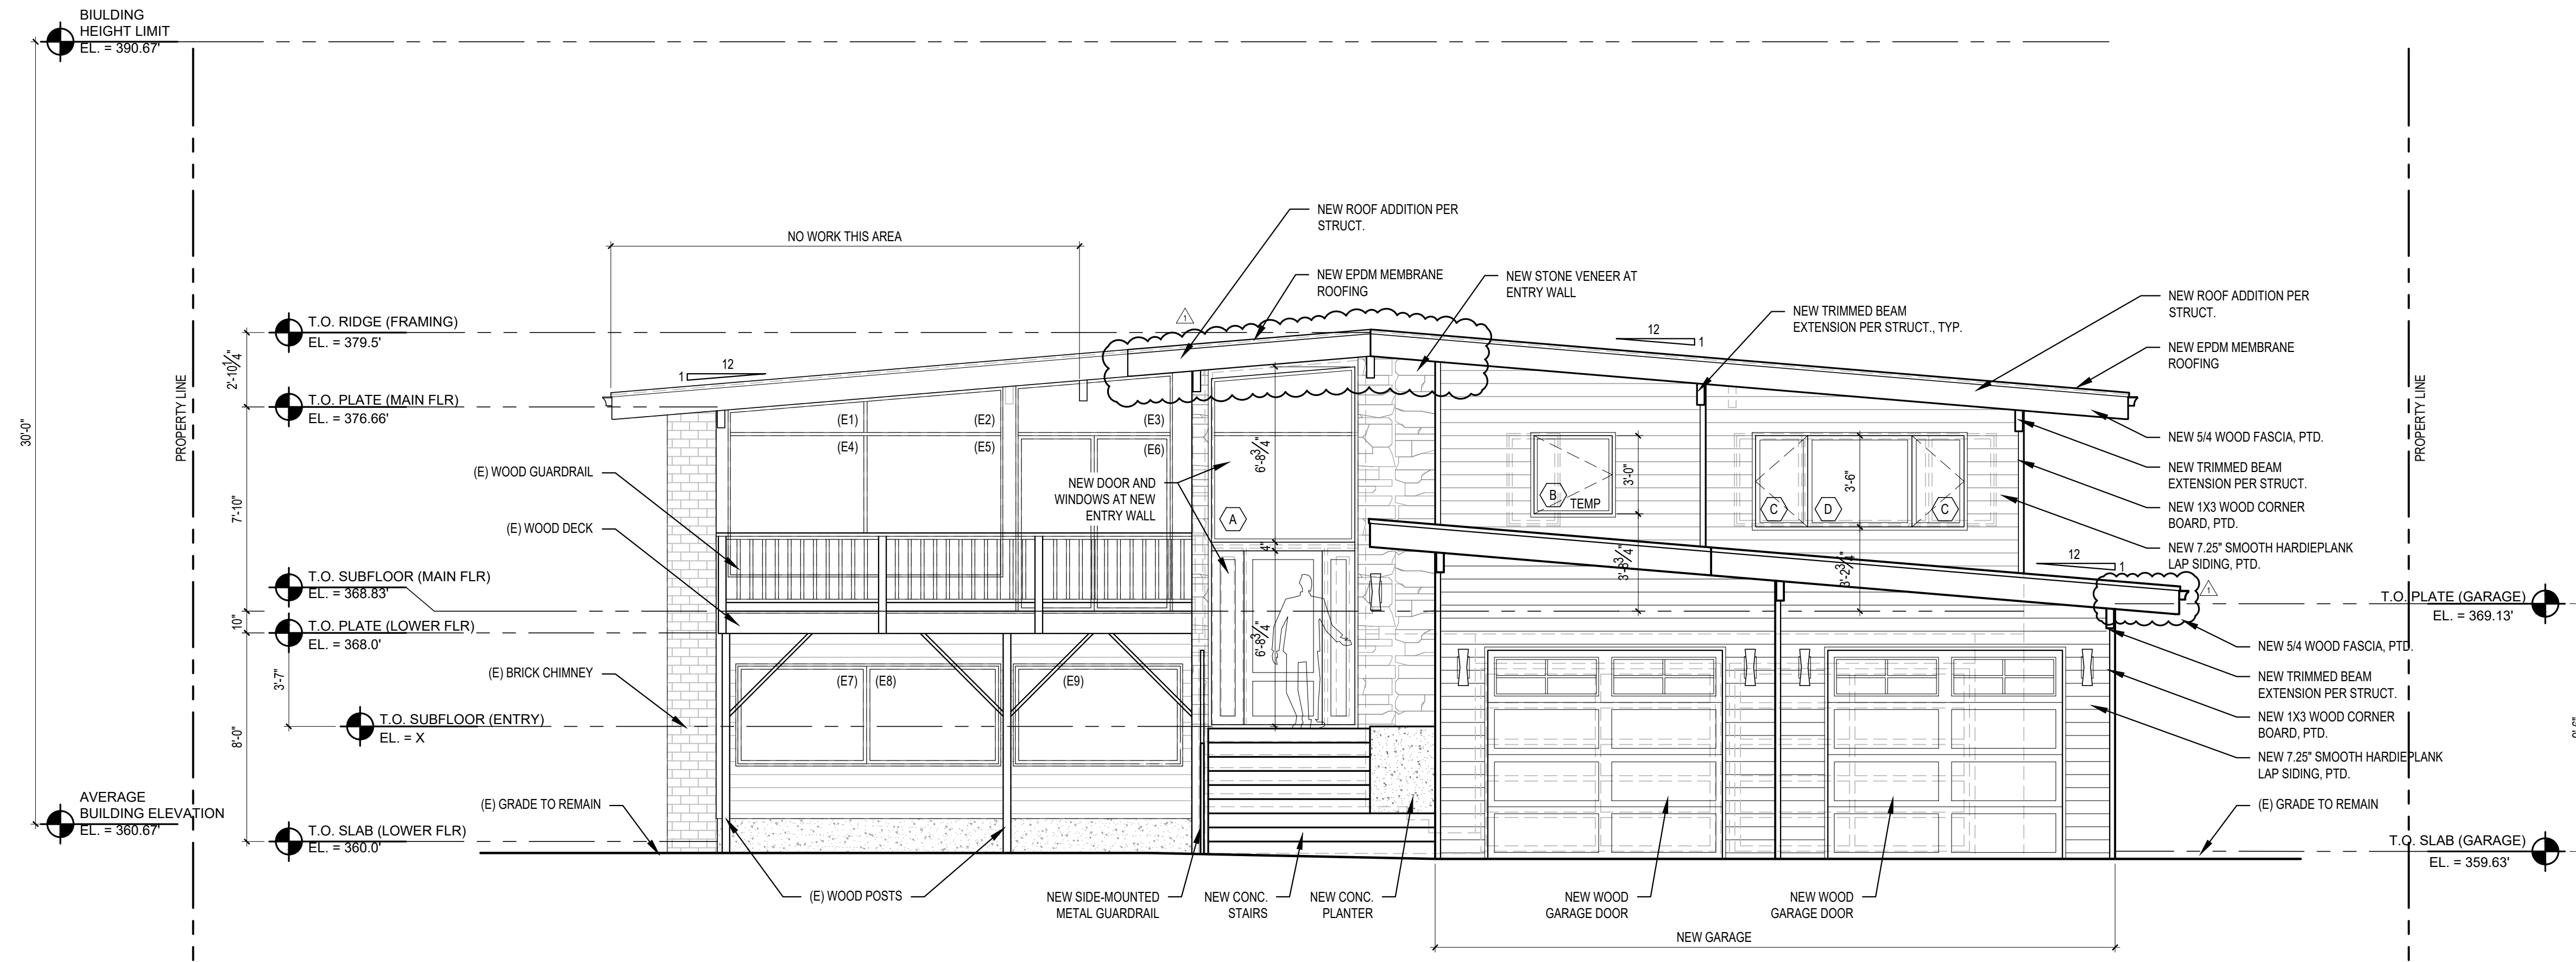 BIULDING
HEIGHT LIMIT
EL. = 390.67'
30'-0"
PROPERTY LINE
NO WORK THIS AREA
NEW ROOF ADDITION PER
STRUCT.
NEW EPDM MEMBRANE
ROOFING
NEW STONE VENEER AT
ENTRY WALL
NEW TRIMMED BEAM
EXTENSION PER STRUCT., TYP.
NEW ROOF ADDITION PER
STRUCT.
NEW EPDM MEMBRANE
ROOFING
1
12
1
12
1
T.O. RIDGE (FRAMING)
EL. = 379.5'
2'-10 1/4"
T.O. PLATE (MAIN FLR)
EL. = 376.66'
7'-10"
T.O. SUBFLOOR (MAIN FLR)
EL. = 368.83'
10"
T.O. PLATE (LOWER FLR)
EL. = 368.0'
3'-7"
T.O. SUBFLOOR (ENTRY)
EL. = X
8'-0"
AVERAGE
BUILDING ELEVATION
EL. = 360.67'
T.O. SLAB (LOWER FLR)
EL. = 360.0'
(E) WOOD GUARDRAIL
(E) WOOD DECK
(E) BRICK CHIMNEY
(E) GRADE TO REMAIN
(E1)
(E2)
(E3)
(E4)
(E5)
(E6)
(E7)
(E8)
(E9)
NEW DOOR AND
WINDOWS AT NEW
ENTRY WALL
A
6'-8 3/4"
4"
6'-8 3/4"
B
TEMP
3'-0"
3'-8 3/4"
C
D
C
3'-6"
3'-2 3/4"
12
1
1
NEW 5/4 WOOD FASCIA, PTD.
NEW TRIMMED BEAM
EXTENSION PER STRUCT.
NEW 1X3 WOOD CORNER
BOARD, PTD.
NEW 7.25" SMOOTH HARDIEPLANK
LAP SIDING, PTD.
PROPERTY LINE
T.O. PLATE (GARAGE)
EL. = 369.13'
NEW 5/4 WOOD FASCIA, PTD.
NEW TRIMMED BEAM
EXTENSION PER STRUCT.
NEW 1X3 WOOD CORNER
BOARD, PTD.
NEW 7.25" SMOOTH HARDIEPLANK
LAP SIDING, PTD.
(E) GRADE TO REMAIN
T.O. SLAB (GARAGE)
EL. = 359.63'
(E) WOOD POSTS
NEW SIDE-MOUNTED
METAL GUARDRAIL
NEW CONC.
STAIRS
NEW CONC.
PLANTER
NEW WOOD
GARAGE DOOR
NEW WOOD
GARAGE DOOR
NEW GARAGE